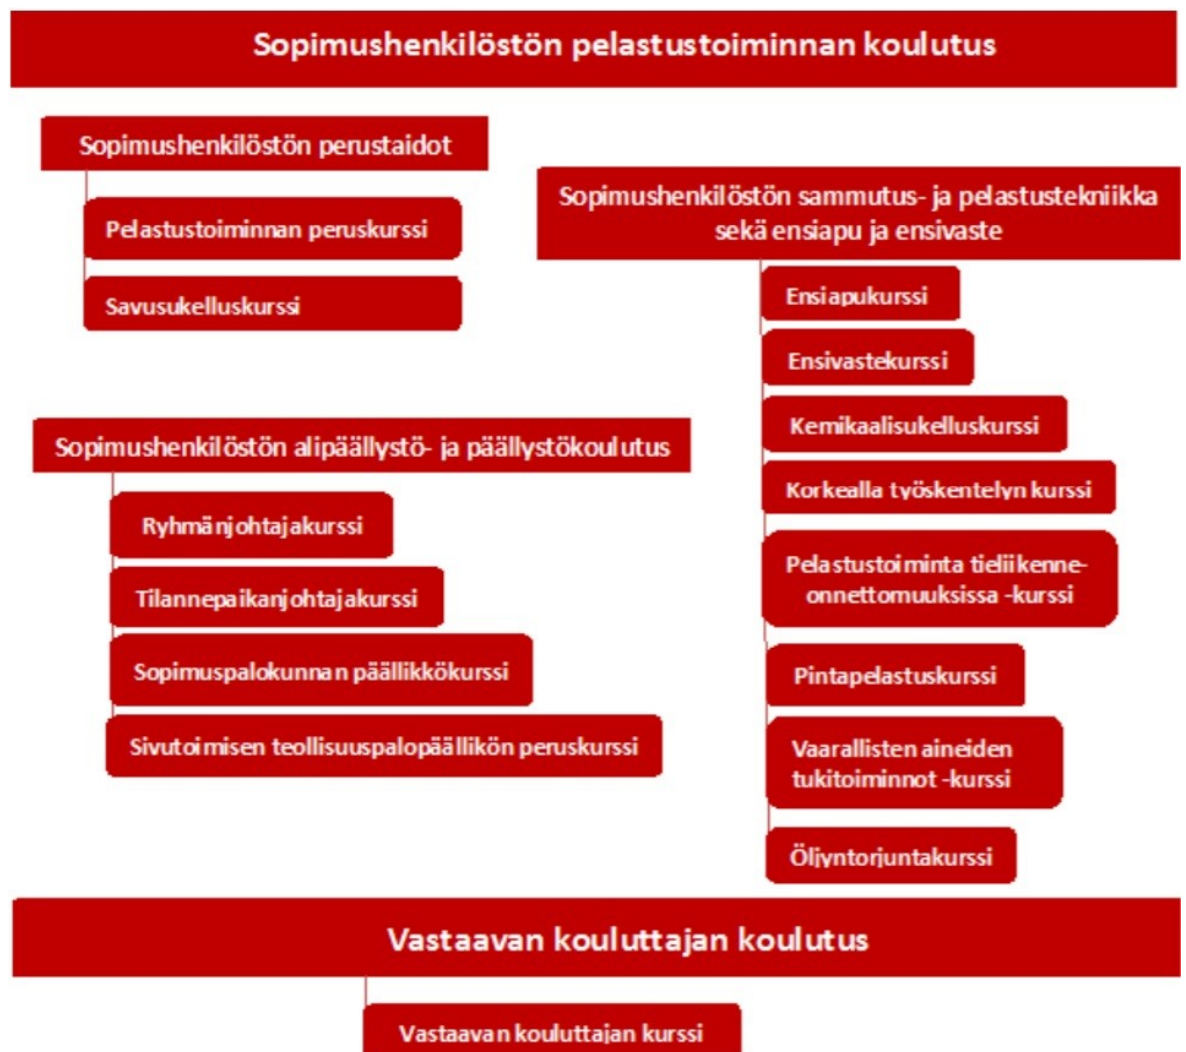 Sopimushenkilöstön pelastustoiminnan koulutus
Sopimushenkilöstön perustaidot
Pelastustoiminnan peruskurssi
Savusukelluskurssi
Sopimushenkilöstön alipäällystö- ja päällystökoulutus
Ryhmänjohtajakurssi
Tilannepaikanjohtajakurssi
Sopimuspalokunnan päällikkökurssi
Sivutoimisen teollisuuspalopäällikön peruskurssi
Sopimushenkilöstön sammutus- ja pelastustekniikka
sekä ensiapu ja ensivaste
Ensiapukurssi
Ensivastekurssi
Kemikaalisukelluskurssi
Korkealla työskentelyn kurssi
Pelastustoiminta tieliikenne-
onnettomuuksissa -kurssi
Pintapelastuskurssi
Vaarallisten aineiden
tukitoiminnot -kurssi
Öljyntorjuntakurssi
Vastaavan kouluttajan koulutus
Vastaavan kouluttajan kurssi